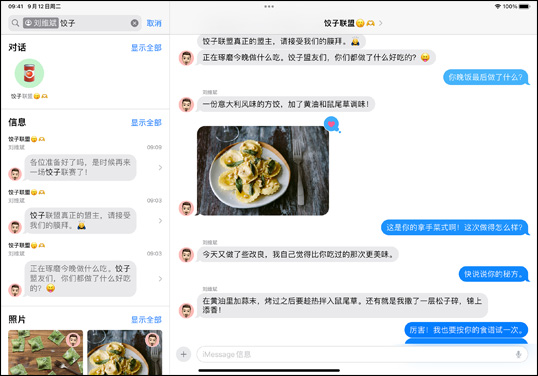 09:41 9月12日周二
100%
刘维斌 饺子
取消
对话
显示全部
饺子联盟
信息
显示全部
饺子联盟
刘维斌
09:09
各位准备好了吗，是时候再来
一场饺子联赛了！
饺子联盟
刘维斌
09:03
饺子联盟真正的盟主，请接受
我们的膜拜。
饺子联盟
刘维斌
09:03
正在琢磨今晚做什么吃。饺子
盟友们，你们都做了什么好吃
的？😛
照片
显示全部
饺子联盟
饺子联盟真正的盟主，请接受我们的膜拜。
正在琢磨今晚做什么吃。饺子盟友们，你们都做了什么好吃的？😛
你晚饭最后做了什么？
刘维斌
一份意大利风味的方饺，加了黄油和鼠尾草调味！
这是你的拿手菜式啊！这次做得怎么样？
刘维斌
今天又做了些改良，我自己觉得比你吃过的那次更美味。
快说说你的秘方。
刘维斌
在黄油里加蒜末，烤过之后要趁热拌入鼠尾草。还有就是我撒了一层松子碎，锦上
添香！
厉害！我也要按你的食谱试一次。
iMessage 信息